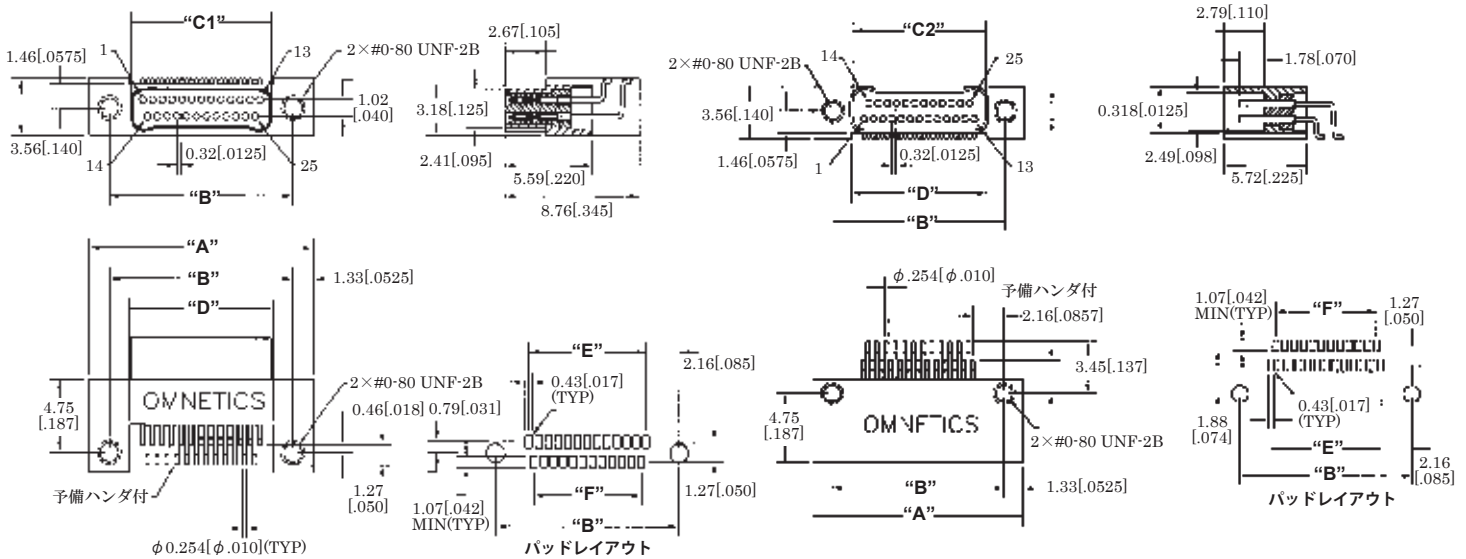 “C1”
1.46[.0575]
1
13
2×#0-80 UNF-2B
1.02
[.040]
3.56[.140]
14
0.32[.0125]
25
“B”
2.67[.105]
3.18[.125]
2.41[.095]
5.59[.220]
8.76[.345]
“C2”
2×#0-80 UNF-2B
14
25
3.56[.140]
1.46[.0575]
1
0.32[.0125]
13
“D”
“B”
2.79[.110]
1.78[.070]
0.318[.0125]
2.49[.098]
5.72[.225]
“A”
“B”
1.33[.0525]
“D”
2×#0-80 UNF-2B
OMNETICS
4.75
[.187]
0.46[.018]
予備ハンダ付
1.27
[.050]
φ0.254[φ.010](TYP)
“E”
2.16[.085]
0.43[.017]
(TYP)
0.79[.031]
“F”
1.27[.050]
1.07[.042]
MIN(TYP)
“B”
パッドレイアウト
φ.254[φ.010]
予備ハンダ付
2.16[.0857]
3.45[.137]
4.75
[.187]
OMNETICS
2×#0-80 UNF-2B
“B”
1.33[.0525]
“A”
1.07[.042]
MIN(TYP)
“F”
1.27
[.050]
1.88
[.074]
0.43[.017]
(TYP)
“E”
“B”
2.16
[.085]
パッドレイアウト